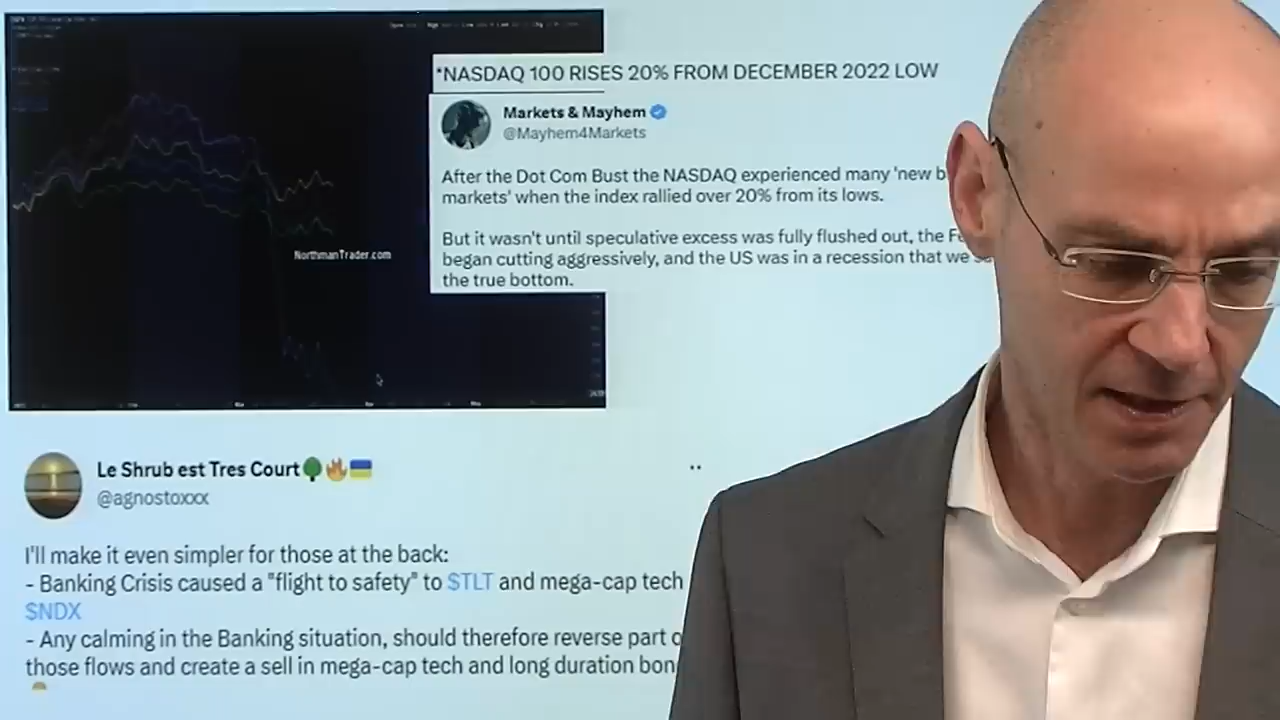 *NASDAQ 100 RISES 20% FROM DECEMBER 2022 LOW
Markets & Mayhem
@Mayhem4Markets
After the Dot Com Bust the NASDAQ experienced many 'new b
markets' when the index rallied over 20% from its lows.
But it wasn't until speculative excess was fully flushed out, the F
began cutting aggressively, and the US was in a recession that we
the true bottom.
NorthmanTrader.com
Le Shrub est Tres Court
@agnostoxxx
I'll make it even simpler for those at the back:
- Banking Crisis caused a "flight to safety" to $TLT and mega-cap tech
$NDX
- Any calming in the Banking situation, should therefore reverse part o
those flows and create a sell in mega-cap tech and long duration bon